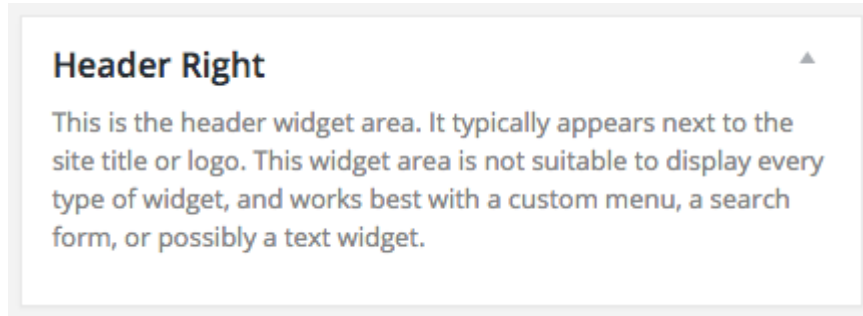 Header Right
This is the header widget area. It typically appears next to the
site title or logo. This widget area is not suitable to display every
type of widget, and works best with a custom menu, a search
form, or possibly a text widget.